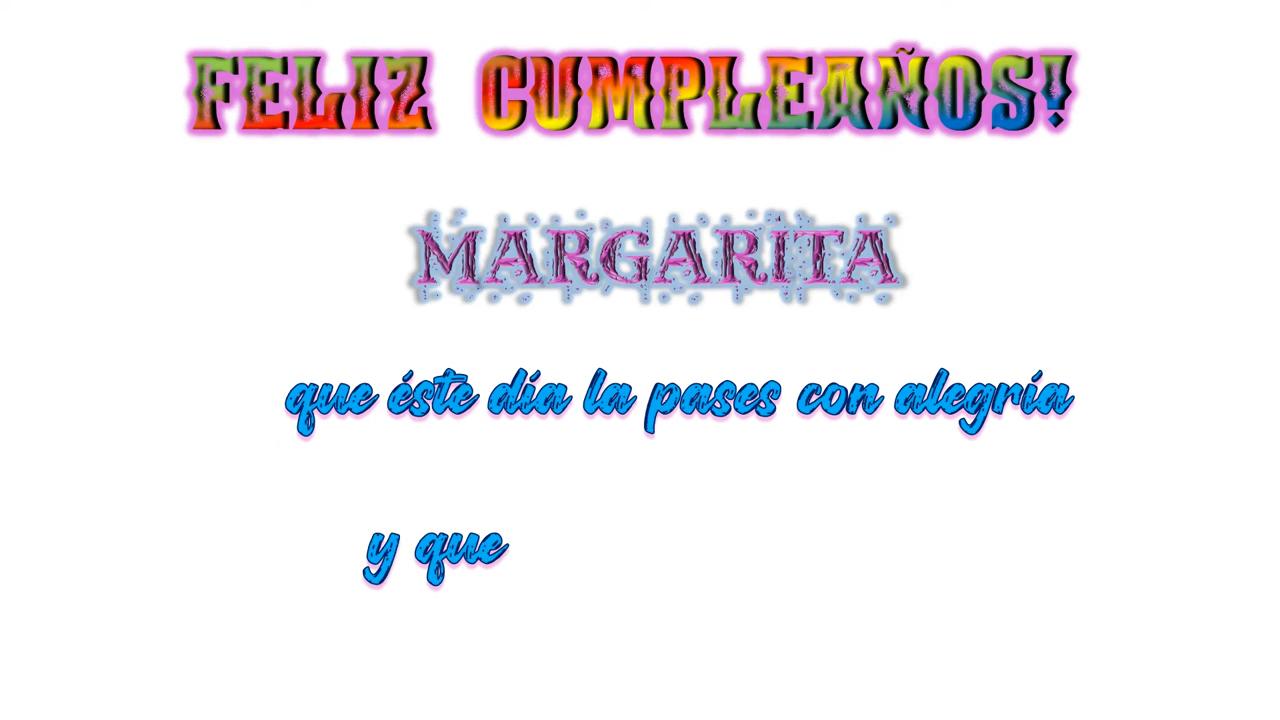 FELIZ CUMPLEAÑOS!
MARGARITA
que éste día la pases con alegría
y que